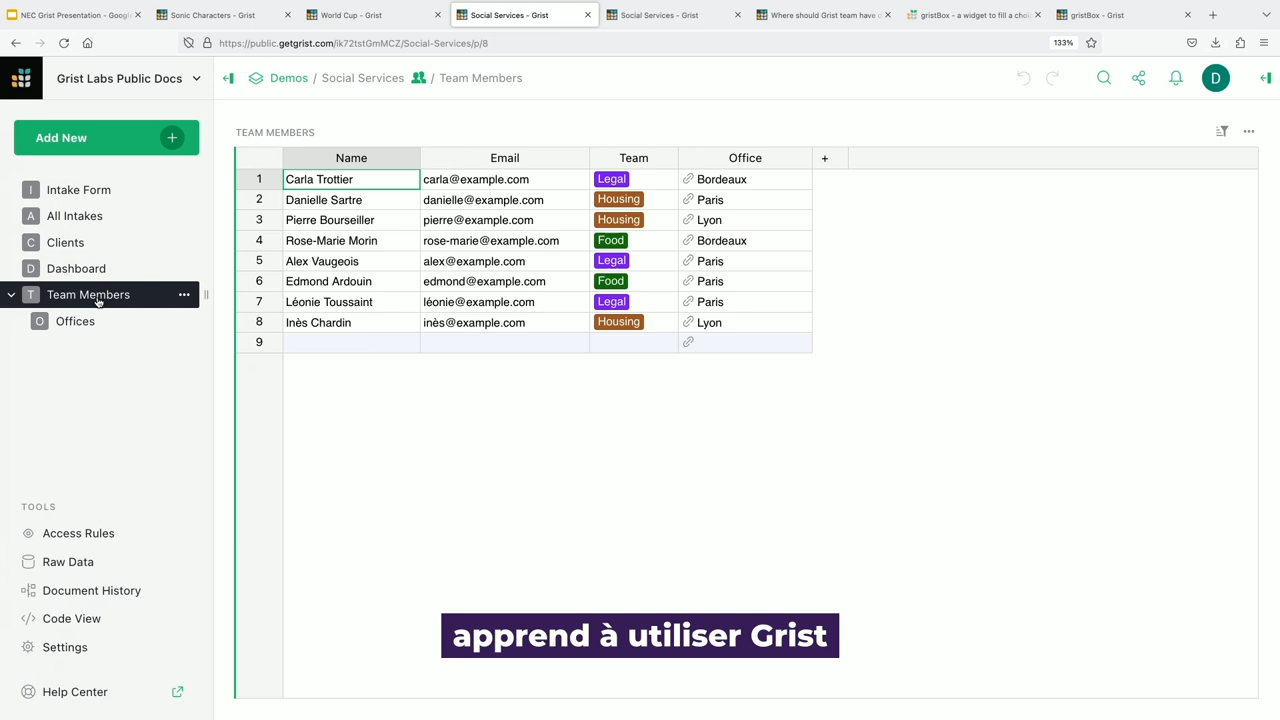 NEC Grist Presentation - Google
Sonic Characters - Grist
World Cup - Grist
Social Services - Grist
Social Services - Grist
Where should Grist team have
gristBox - a widget to fill a choi
gristBox - Grist
https://public.getgrist.com/ik72tstGmMCZ/Social-Services/p/8
133%
Grist Labs Public Docs
Demos / Social Services / Team Members
D
Add New +
I Intake Form
A All Intakes
C Clients
D Dashboard
T Team Members
O Offices
TOOLS
Access Rules
Raw Data
Document History
Code View
Settings
Help Center
TEAM MEMBERS
Name Email Team Office +
1 Carla Trottier carla@example.com Legal Bordeaux
2 Danielle Sartre danielle@example.com Housing Paris
3 Pierre Bourseiller pierre@example.com Housing Lyon
4 Rose-Marie Morin rose-marie@example.com Food Bordeaux
5 Alex Vaugeois alex@example.com Legal Paris
6 Edmond Ardouin edmond@example.com Food Paris
7 Léonie Toussaint léonie@example.com Legal Paris
8 Inès Chardin inès@example.com Housing Lyon
9
apprend à utiliser Grist